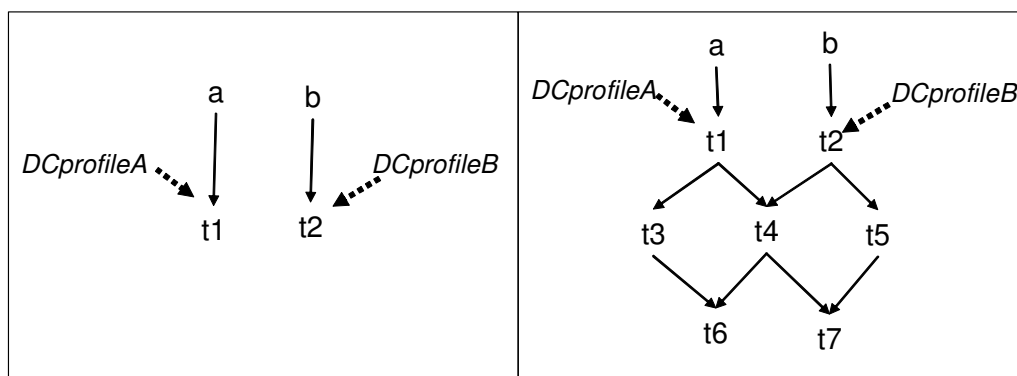 a b
DCprofileA DCprofileB
t1 t2
a b
DCprofileA DCprofileB
t1 t2
t3 t4 t5
t6 t7